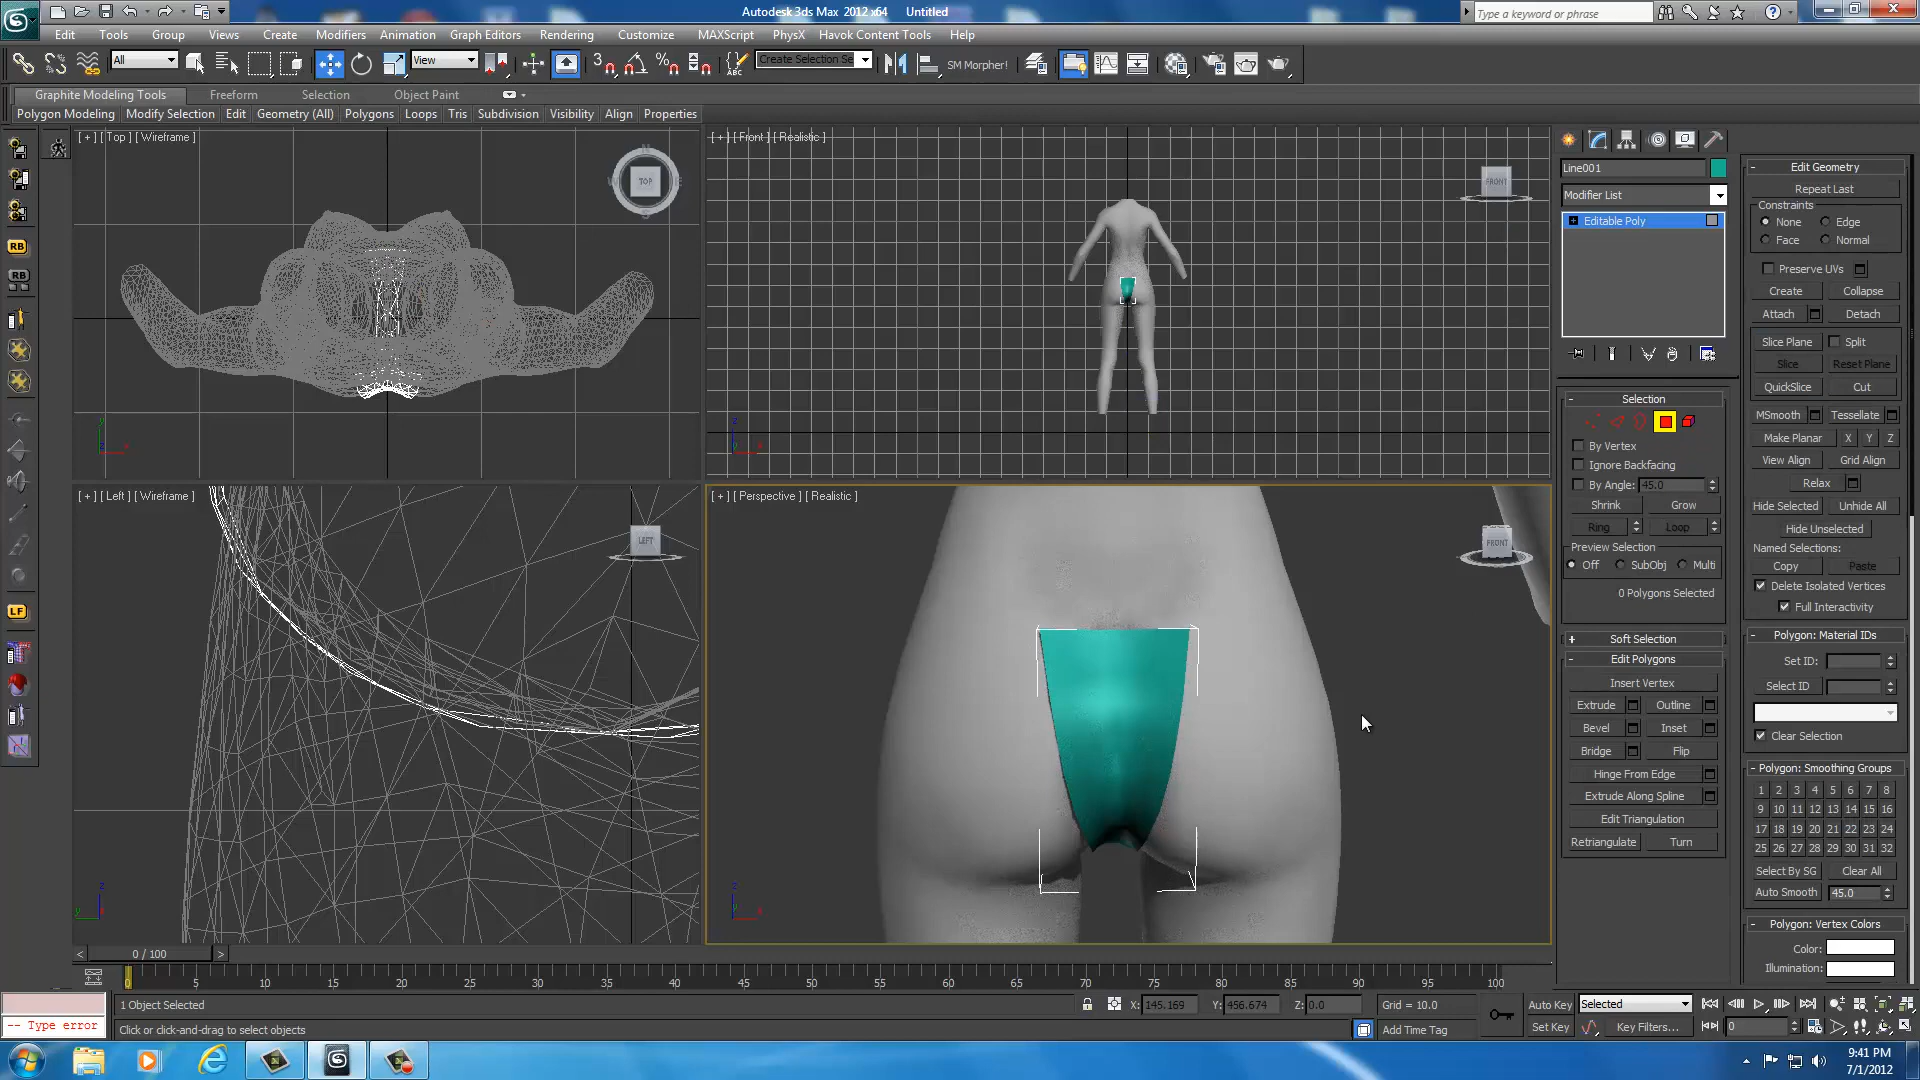 Autodesk 3ds Max 2012 x64 Untitled
Type a keyword or phrase
Edit Tools Group Views Create Modifiers Animation Graph Editors Rendering Customize MAXScript PhysX Havok Content Tools Help
All
View
3
ABC
Create Selection Se
SM Morpher!
Graphite Modeling Tools Freeform Selection Object Paint
Polygon Modeling Modify Selection Edit Geometry (All) Polygons Loops Tris Subdivision Visibility Align Properties
[ + ] [ Top ] [ Wireframe ]
TOP
[ + ] [ Front ] [ Realistic ]
FRONT
[ + ] [ Left ] [ Wireframe ]
LEFT
[ + ] [ Perspective ] [ Realistic ]
FRONT
RB
RB
LF
Line001
Modifier List
Editable Poly
Selection
By Vertex
Ignore Backfacing
By Angle: 45.0
Shrink Grow
Ring Loop
Preview Selection
Off SubObj Multi
0 Polygons Selected
Soft Selection
Edit Polygons
Insert Vertex
Extrude Outline
Bevel Inset
Bridge Flip
Hinge From Edge
Extrude Along Spline
Edit Triangulation
Retriangulate Turn
Edit Geometry
Repeat Last
Constraints
None Edge
Face Normal
Preserve UVs
Create Collapse
Attach Detach
Slice Plane Split
Slice Reset Plane
QuickSlice Cut
MSmooth Tessellate
Make Planar X Y Z
View Align Grid Align
Relax
Hide Selected Unhide All
Hide Unselected
Named Selections:
Copy Paste
Delete Isolated Vertices
Full Interactivity
Polygon: Material IDs
Set ID:
Select ID
Clear Selection
Polygon: Smoothing Groups
1 2 3 4 5 6 7 8
9 10 11 12 13 14 15 16
17 18 19 20 21 22 23 24
25 26 27 28 29 30 31 32
Select By SG Clear All
Auto Smooth 45.0
Polygon: Vertex Colors
Color:
Illumination:
< 0 / 100 >
5 10 15 20 25 30 35 40 45 50 55 60 65 70 75 80 85 90 95 100
1 Object Selected
X: 145.169 Y: 456.674 Z: 0.0 Grid = 10.0
Auto Key Selected
-- Type error
Click or click-and-drag to select objects
Add Time Tag
Set Key Key Filters... 0
9:41 PM
7/1/2012